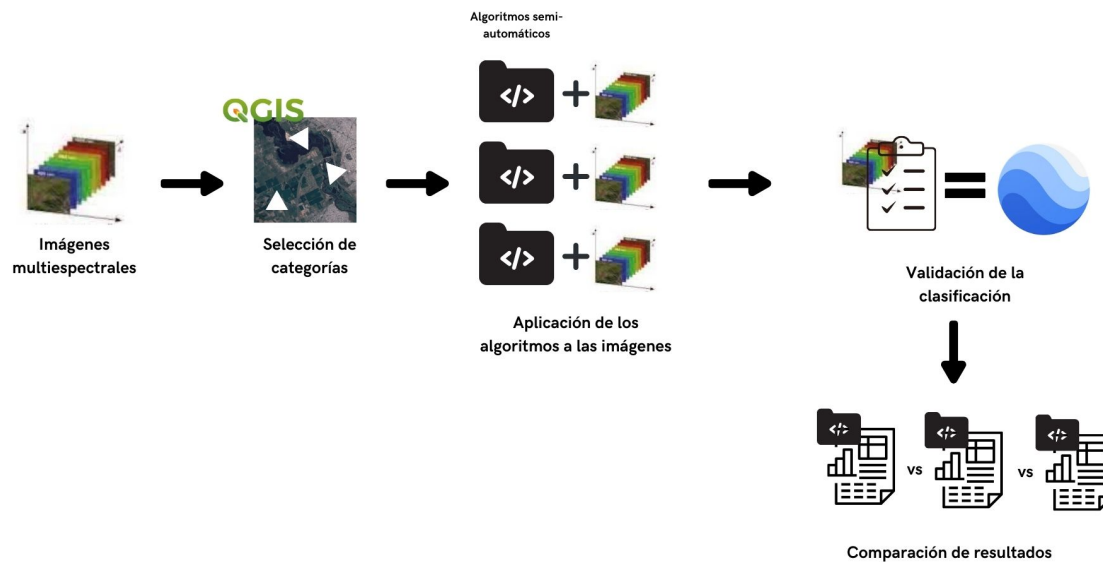 Algoritmos semi-
automáticos
</>
</>
</>
QGIS
Imágenes
multiespectrales
Selección de
categorías
Aplicación de los
algoritmos a las imágenes
Validación de la
clasificación
</>
vs
</>
vs
</>
Comparación de resultados